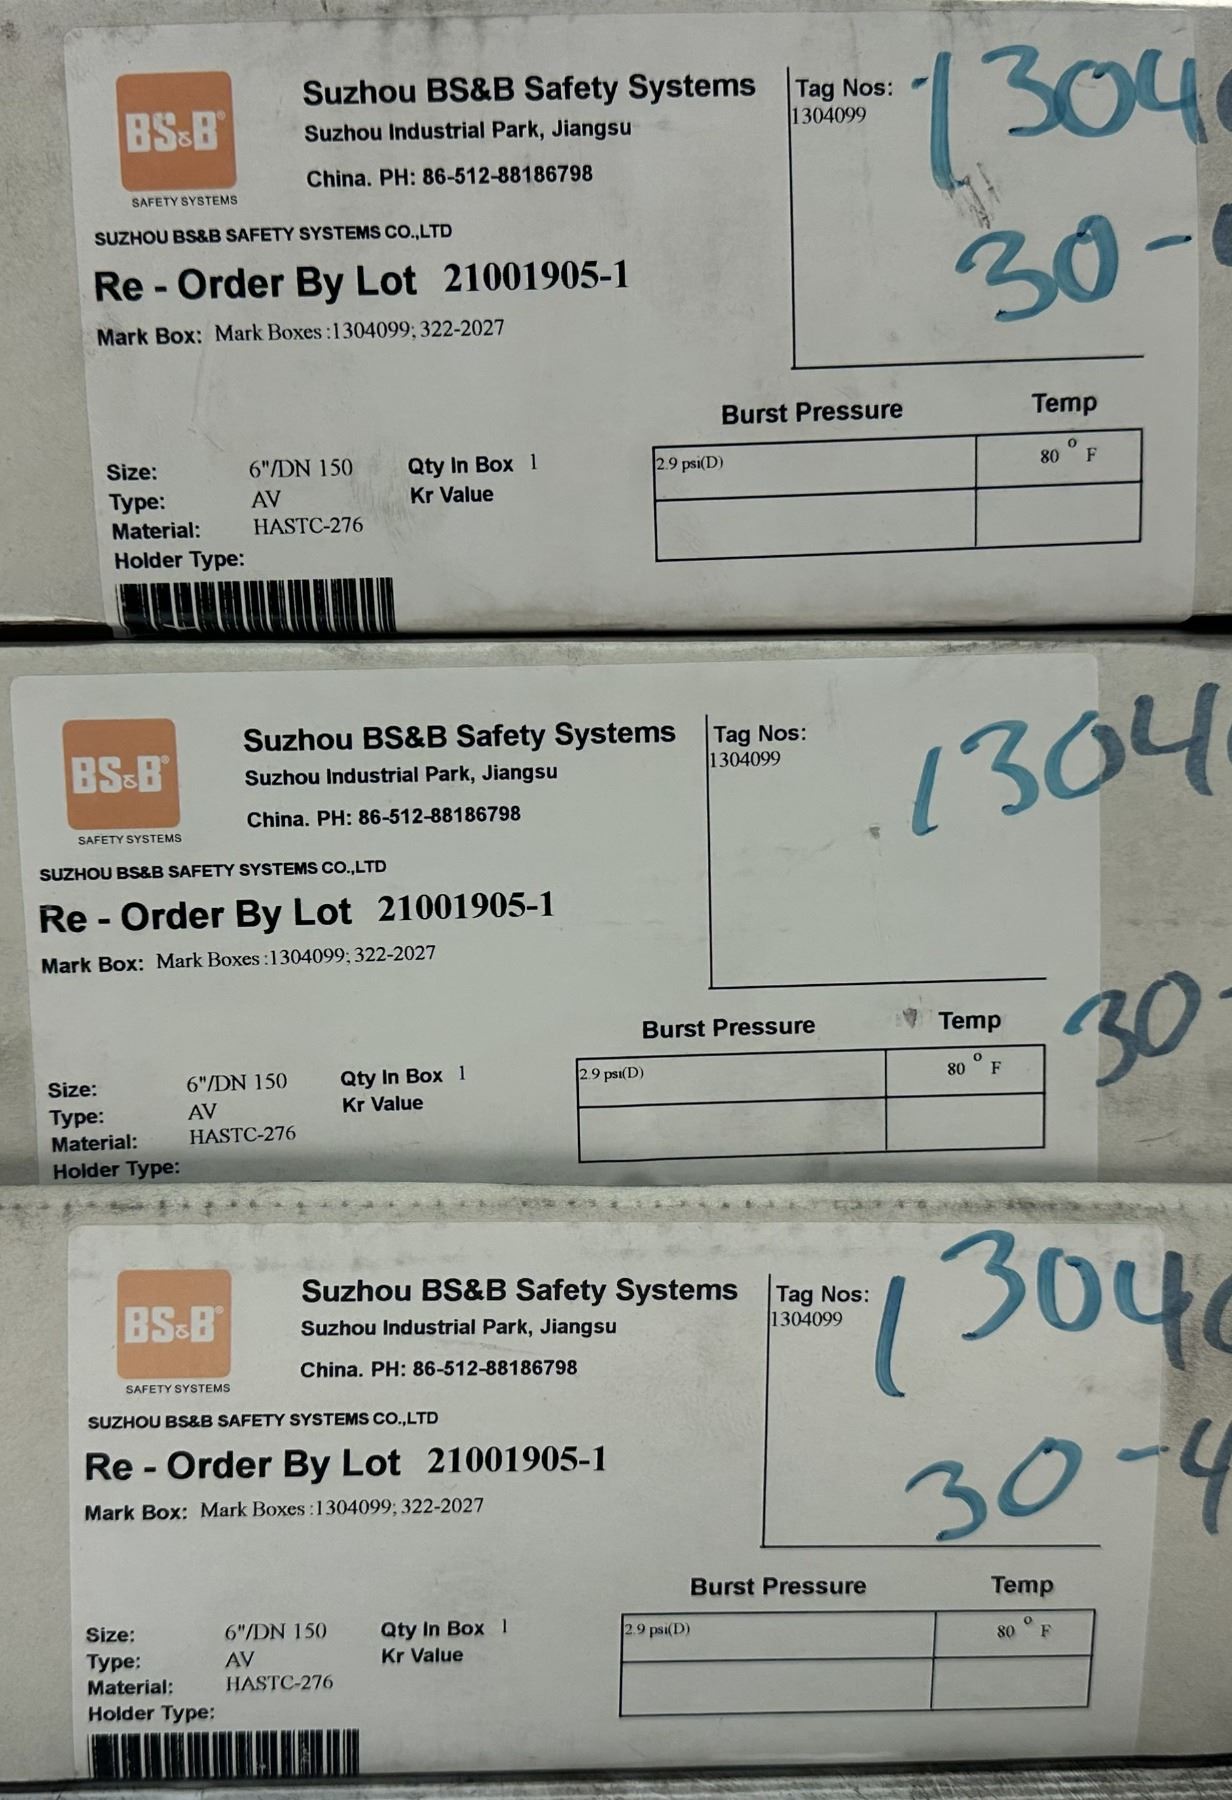 BS&B®
SAFETY SYSTEMS
Suzhou BS&B Safety Systems
Suzhou Industrial Park, Jiangsu
China. PH: 86-512-88186798
Tag Nos:
1304099
1304
30-
SUZHOU BS&B SAFETY SYSTEMS CO.,LTD
Re - Order By Lot 21001905-1
Mark Box: Mark Boxes :1304099; 322-2027
Burst Pressure Temp
2.9 psi(D) 80 ° F
Size: 6"/DN 150 Qty In Box 1
Type: AV Kr Value
Material: HASTC-276
Holder Type:
BS&B®
SAFETY SYSTEMS
Suzhou BS&B Safety Systems
Suzhou Industrial Park, Jiangsu
China. PH: 86-512-88186798
Tag Nos:
1304099
1304
30-
SUZHOU BS&B SAFETY SYSTEMS CO.,LTD
Re - Order By Lot 21001905-1
Mark Box: Mark Boxes :1304099; 322-2027
Burst Pressure Temp
2.9 psi(D) 80 ° F
Size: 6"/DN 150 Qty In Box 1
Type: AV Kr Value
Material: HASTC-276
Holder Type:
BS&B®
SAFETY SYSTEMS
Suzhou BS&B Safety Systems
Suzhou Industrial Park, Jiangsu
China. PH: 86-512-88186798
Tag Nos:
1304099
1304
30-4
SUZHOU BS&B SAFETY SYSTEMS CO.,LTD
Re - Order By Lot 21001905-1
Mark Box: Mark Boxes :1304099; 322-2027
Burst Pressure Temp
2.9 psi(D) 80 ° F
Size: 6"/DN 150 Qty In Box 1
Type: AV Kr Value
Material: HASTC-276
Holder Type: